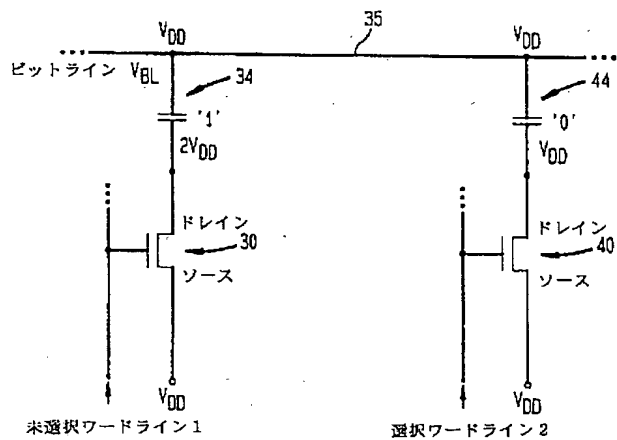 35
V_DD
V_DD
ビットライン V_BL
34
44
'1'
'0'
2V_DD
V_DD
ドレイン
30
ソース
ドレイン
40
ソース
V_DD
V_DD
未選択ワードライン1
選択ワードライン2